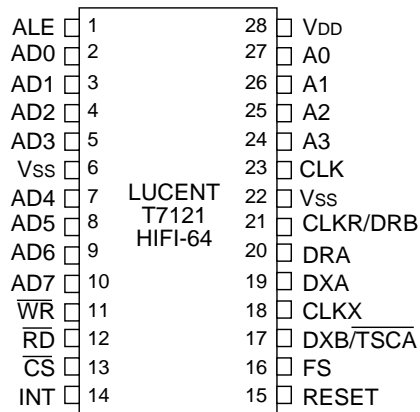 ALE 1 28 VDD
AD0 2 27 A0
AD1 3 26 A1
AD2 4 25 A2
AD3 5 24 A3
VSS 6 23 CLK
AD4 7 LUCENT 22 VSS
AD5 8 T7121 21 CLKR/DRB
AD6 9 HIFI-64 20 DRA
AD7 10 19 DXA
WR 11 18 CLKX
RD 12 17 DXB/TSCA
CS 13 16 FS
INT 14 15 RESET